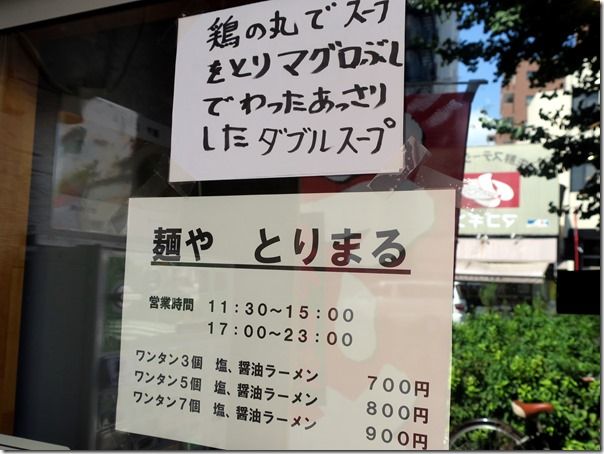 鶏の丸でスープ
をとりマグロぶし
でわったあっさり
したダブルスープ
麺や　とりまる
営業時間　11：30～15：00
17：00～23：00
ワンタン3個　塩、醤油ラーメン　700円
ワンタン5個　塩、醤油ラーメン　800円
ワンタン7個　塩、醤油ラーメン　900円